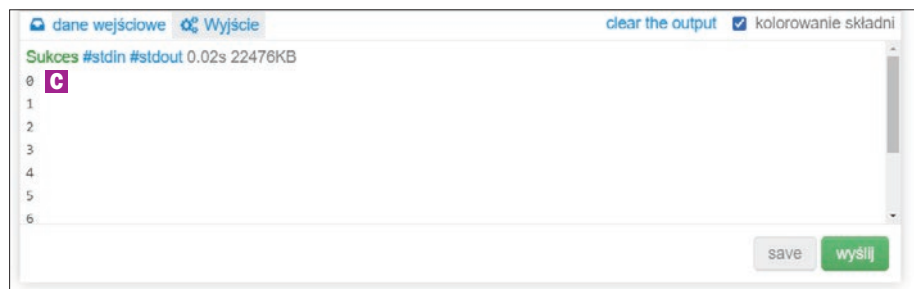 dane wejściowe Wyjście clear the output kolorowanie składni
Sukces #stdin #stdout 0.02s 22476KB
0 C
1
2
3
4
5
6
save wyślij